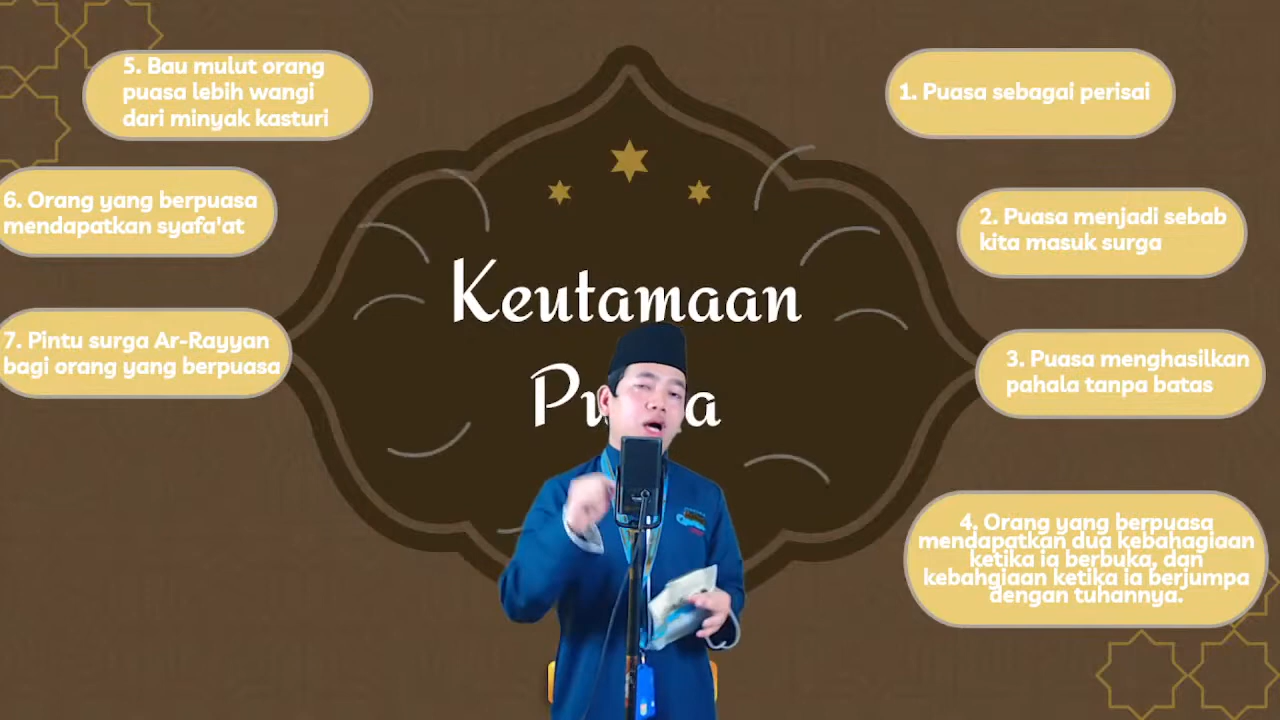 Keutamaan
1. Puasa sebagai perisai
2. Puasa menjadi sebab
kita masuk surga
3. Puasa menghasilkan
pahala tanpa batas
4. Orang yang berpuasa
mendapatkan dua kebahagiaan
ketika ia berbuka, dan
kebahgiaan ketika ia berjumpa
dengan tuhannya.
5. Bau mulut orang
puasa lebih wangi
dari minyak kasturi
6. Orang yang berpuasa
mendapatkan syafa'at
7. Pintu surga Ar-Rayyan
bagi orang yang berpuasa